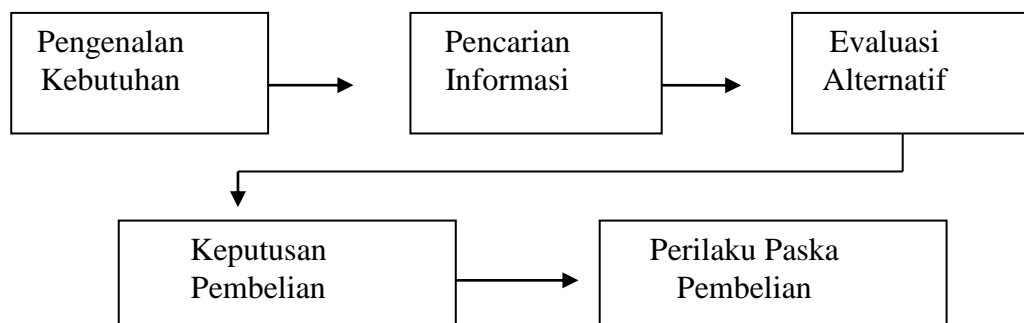 Pengenalan
Kebutuhan
Pencarian
Informasi
Evaluasi
Alternatif
Keputusan
Pembelian
Perilaku Paska
Pembelian